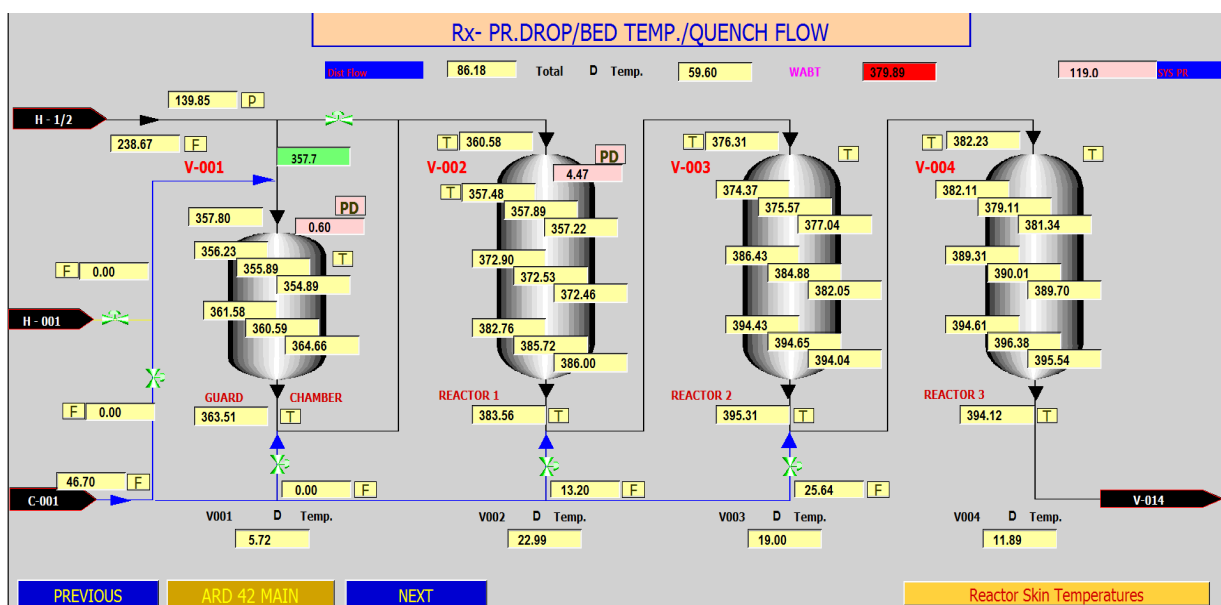 Rx- PR.DROP/BED TEMP./QUENCH FLOW
Dist Flow 86.18 Total D Temp. 59.60 WABT 379.89 119.0 SYS PR
139.85 P
H - 1/2
238.67 F
V-001
357.7
T 360.58
V-002
PD
4.47
T 376.31
V-003
T
382.23
V-004
T
T 357.48
357.89
357.22
374.37
375.57
377.04
382.11
379.11
381.34
357.80
PD
0.60
356.23
355.89
354.89
T
372.90
372.53
372.46
386.43
384.88
382.05
389.31
390.01
389.70
F 0.00
H - 001
361.58
360.59
364.66
382.76
385.72
386.00
394.43
394.65
394.04
394.61
396.38
395.54
GUARD CHAMBER
REACTOR 1
REACTOR 2
REACTOR 3
F 0.00
363.51 T
383.56 T
395.31 T
394.12 T
46.70 F
C-001
0.00 F
13.20 F
25.64 F
V-014
V001 D Temp.
5.72
V002 D Temp.
22.99
V003 D Temp.
19.00
V004 D Temp.
11.89
PREVIOUS
ARD 42 MAIN
NEXT
Reactor Skin Temperatures